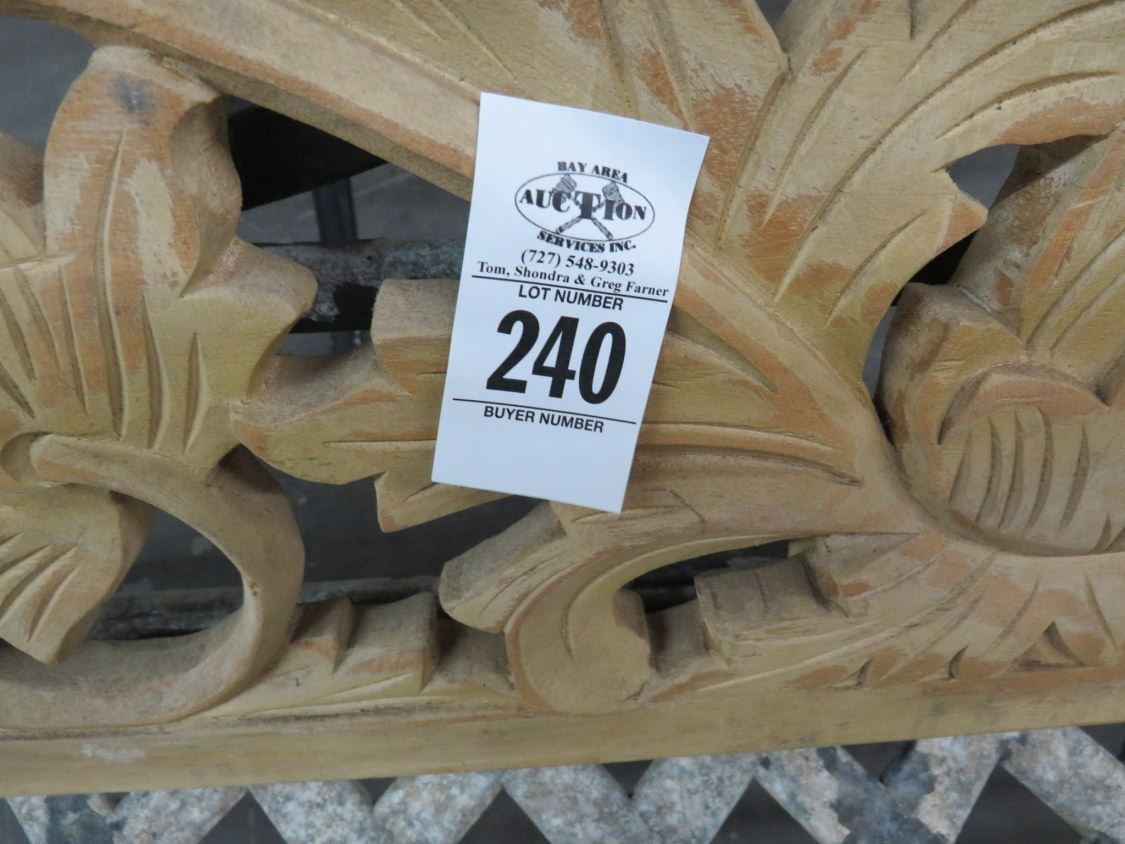 BAY AREA
AUCTION
SERVICES INC.
(727) 548-9303
Tom, Shondra & Greg Farner
LOT NUMBER
240
BUYER NUMBER